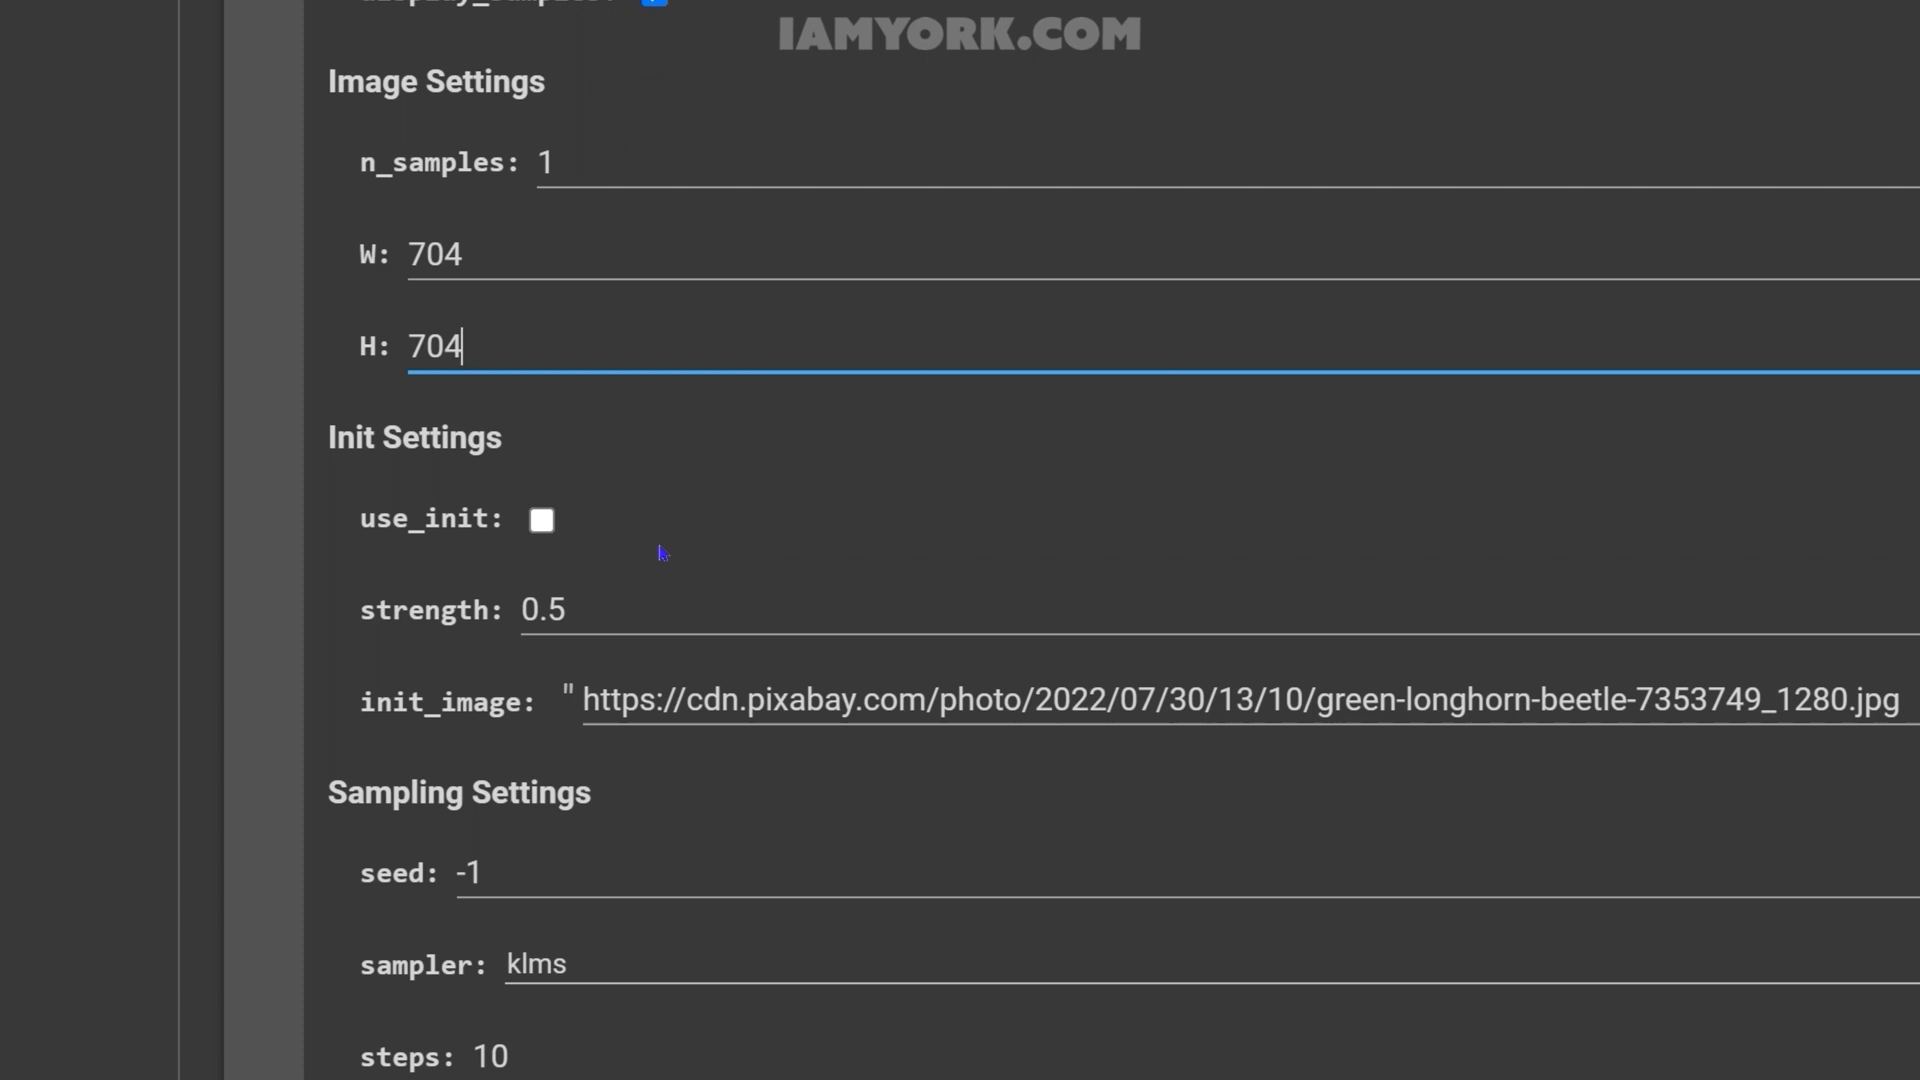 IAMYORK.COM
Image Settings
n_samples: 1
W: 704
H: 704
Init Settings
use_init:
strength: 0.5
init_image: " https://cdn.pixabay.com/photo/2022/07/30/13/10/green-longhorn-beetle-7353749_1280.jpg
Sampling Settings
seed: -1
sampler: klms
steps: 10